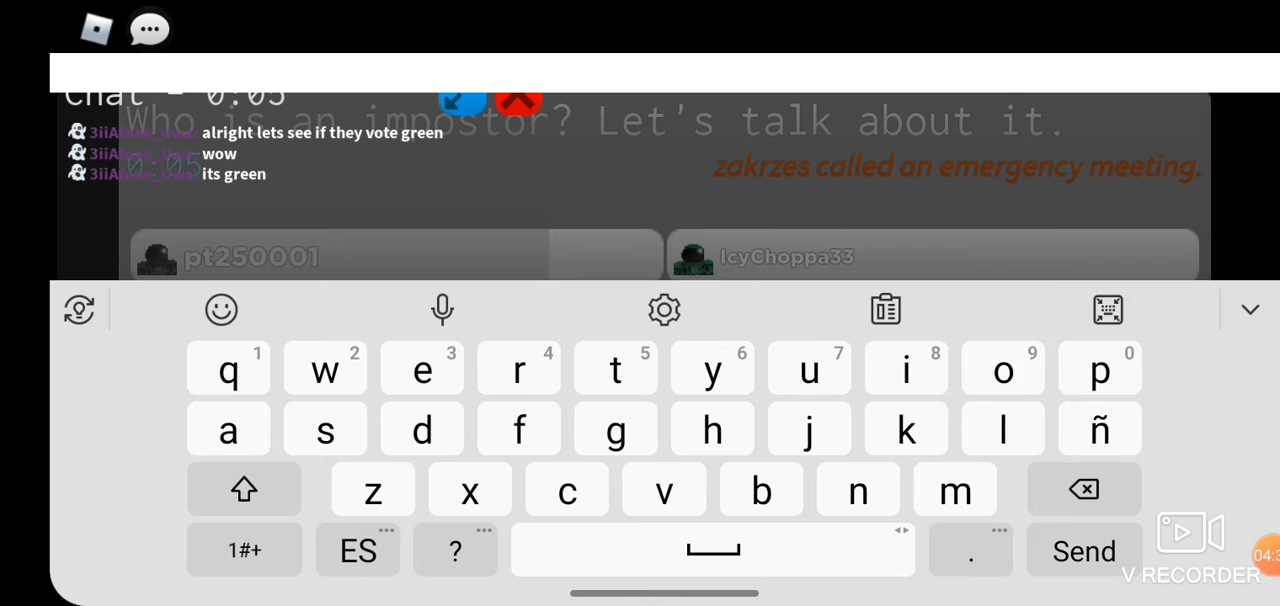 Chat - 0:05
Who is an impostor? Let's talk about it.
alright lets see if they vote green
wow
0:05
its green
zakrzes called an emergency meeting.
pt250001
IcyChoppa33
q 1 w 2 e 3 r 4 t 5 y 6 u 7 i 8 o 9 p 0
a s d f g h j k l ñ
z x c v b n m
1#+ ES ? . Send
V RECORDER